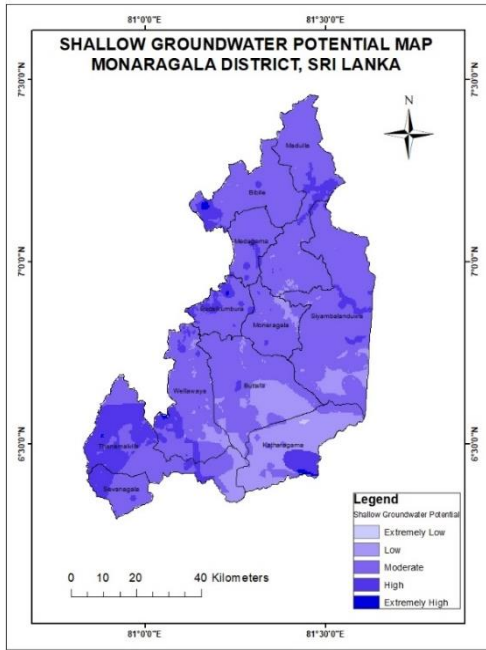 SHALLOW GROUNDWATER POTENTIAL MAP
MONARAGALA DISTRICT, SRI LANKA
81°0'0"E
81°30'0"E
7°30'0"N
7°30'0"N
N
Madulla
Bibile
Medagama
7°0'0"N
7°0'0"N
Siyambalanduwa
Monaragala
Wellawaya
Buttala
6°30'0"N
6°30'0"N
Thanamalvila
Katharagama
Sevanagala
Legend
Shallow Groundwater Potential
Extremely Low
Low
Moderate
High
Extremely High
0 10 20 40 Kilometers
81°0'0"E
81°30'0"E